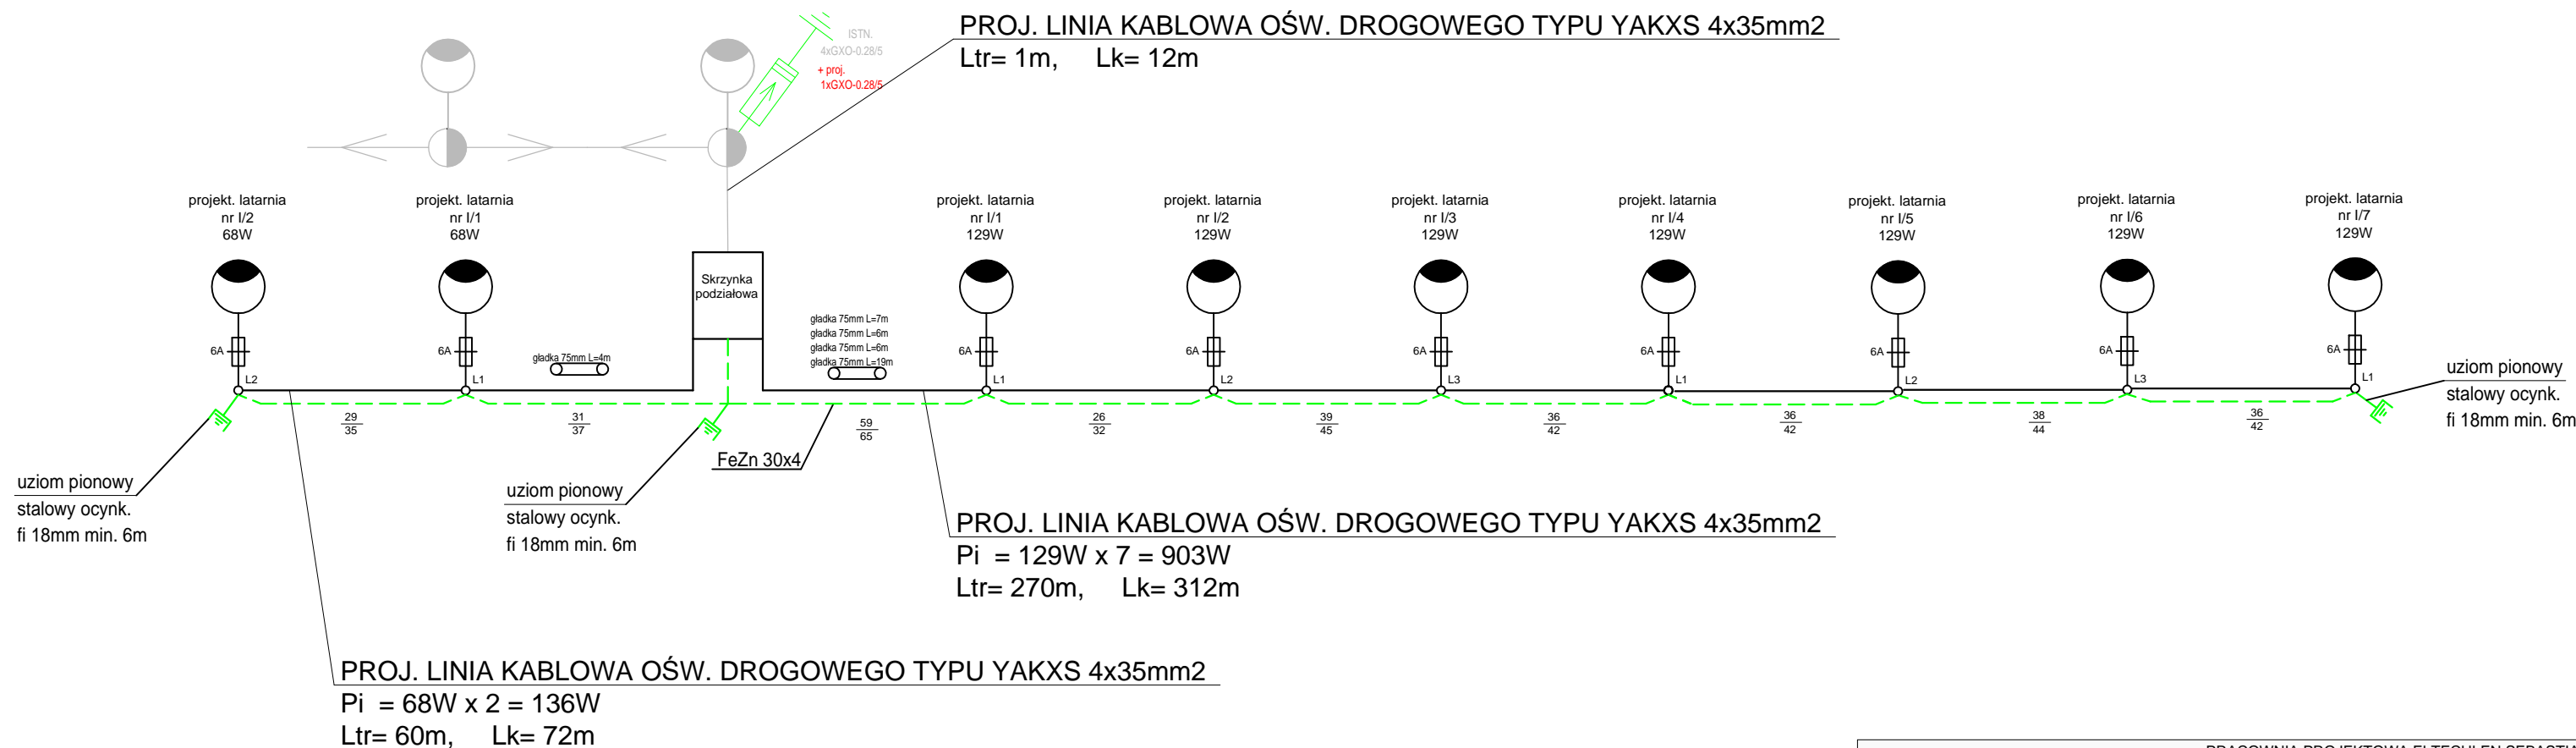 PROJ. LINIA KABLOWA OŚW. DROGOWEGO TYPU YAKXS 4x35mm2
Ltr= 1m, Lk= 12m
ISTN.
4xGXO-0.28/5
+ proj.
1xGXO-0.28/5
projekt. latarnia
nr I/2
68W
projekt. latarnia
nr I/1
68W
projekt. latarnia
nr I/1
129W
projekt. latarnia
nr I/2
129W
projekt. latarnia
nr I/3
129W
projekt. latarnia
nr I/4
129W
projekt. latarnia
nr I/5
129W
projekt. latarnia
nr I/6
129W
projekt. latarnia
nr I/7
129W
Skrzynka
podziałowa
gładka 75mm L=4m
gładka 75mm L=7m
gładka 75mm L=6m
gładka 75mm L=6m
gładka 75mm L=19m
6A
6A
6A
6A
6A
6A
6A
6A
6A
L2
L1
L1
L2
L3
L1
L2
L3
L1
29
35
31
37
59
65
26
32
39
45
36
42
36
42
38
44
36
42
uziom pionowy
stalowy ocynk.
fi 18mm min. 6m
FeZn 30x4
uziom pionowy
stalowy ocynk.
fi 18mm min. 6m
uziom pionowy
stalowy ocynk.
fi 18mm min. 6m
PROJ. LINIA KABLOWA OŚW. DROGOWEGO TYPU YAKXS 4x35mm2
Pi = 129W x 7 = 903W
Ltr= 270m, Lk= 312m
PROJ. LINIA KABLOWA OŚW. DROGOWEGO TYPU YAKXS 4x35mm2
Pi = 68W x 2 = 136W
Ltr= 60m, Lk= 72m
PRACOWNIA PROJEKTOWA